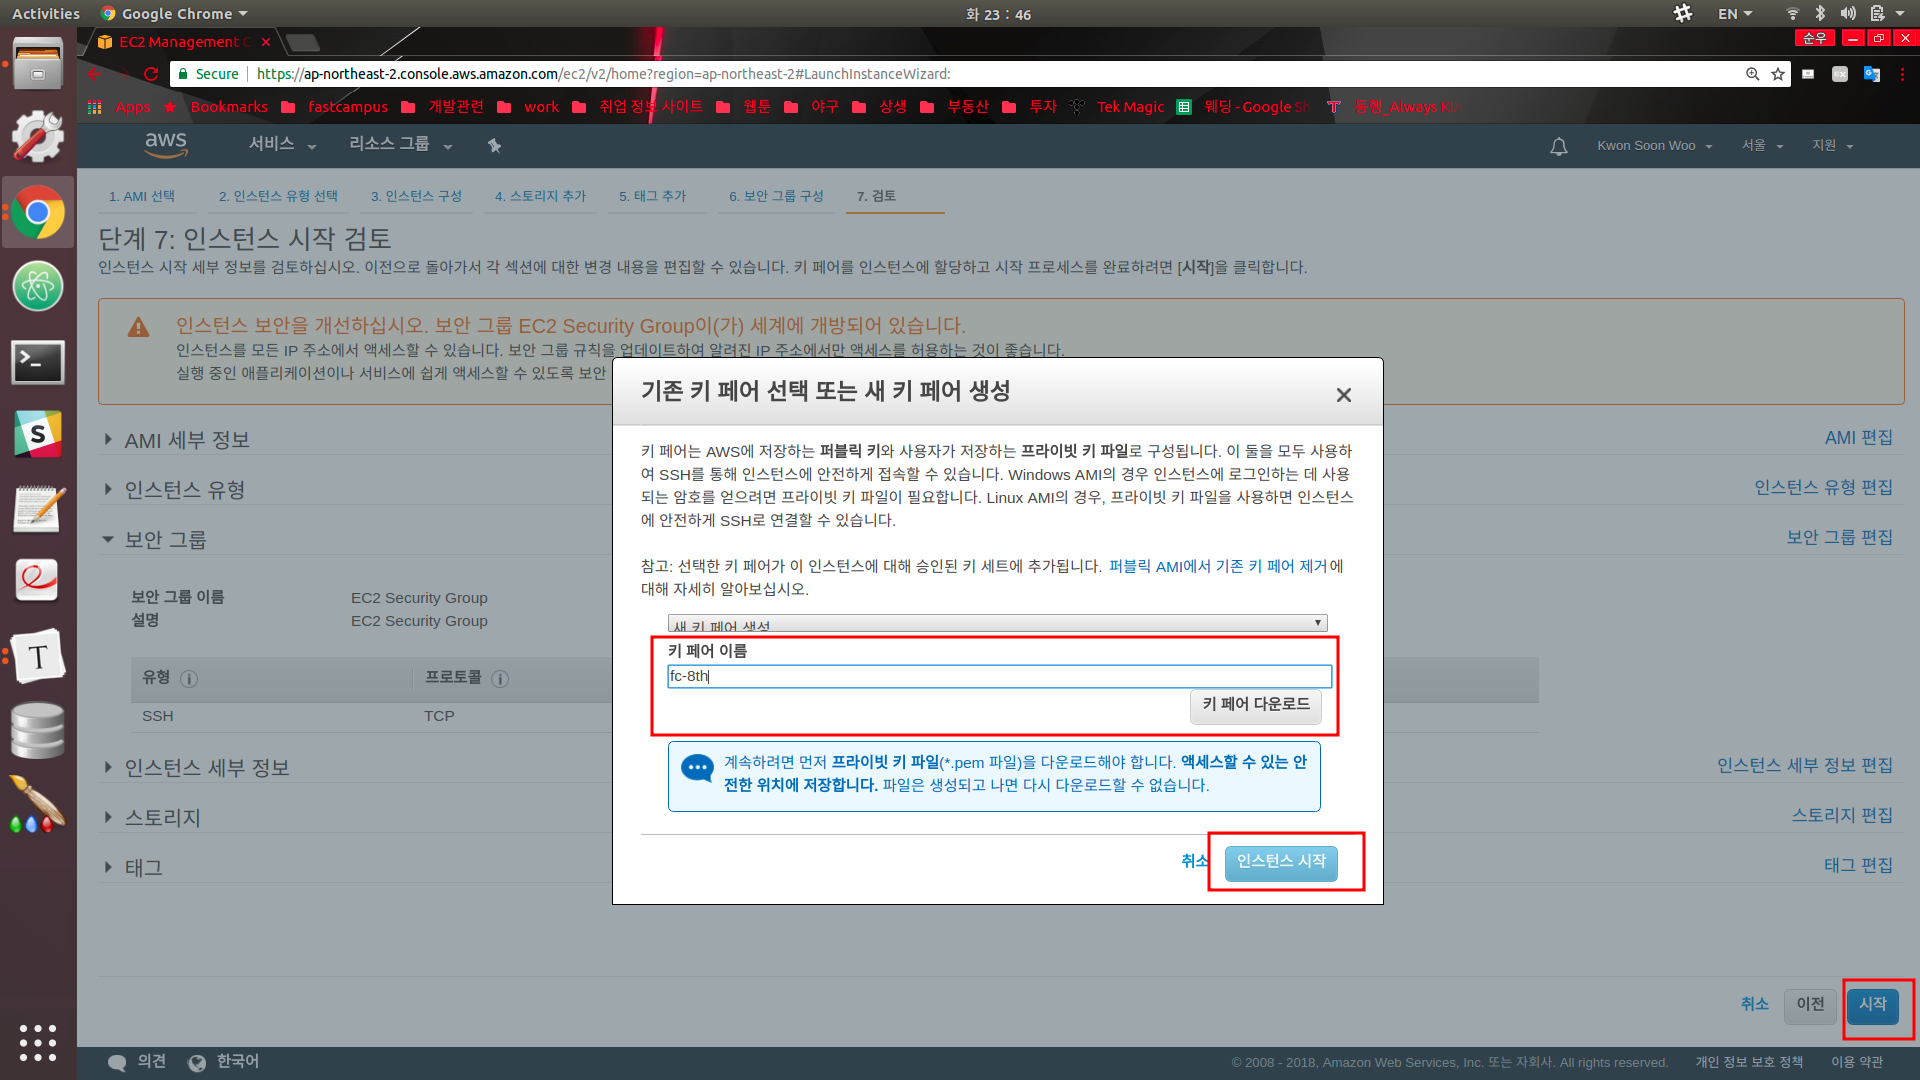 Activities
Google Chrome
화 23 : 46
EN
EC2 Management C
순우
Secure
https://ap-northeast-2.console.aws.amazon.com/ec2/v2/home?region=ap-northeast-2#LaunchInstanceWizard:
Apps
Bookmarks
fastcampus
개발관련
work
취업 정보 사이트
웹툰
야구
상생
부동산
투자
Tek Magic
웨딩 - Google Sh
aws
서비스
리소스 그룹
Kwon Soon Woo
서울
지원
1. AMI 선택
2. 인스턴스 유형 선택
3. 인스턴스 구성
4. 스토리지 추가
5. 태그 추가
6. 보안 그룹 구성
7. 검토
단계 7: 인스턴스 시작 검토
인스턴스 시작 세부 정보를 검토하십시오. 이전으로 돌아가서 각 섹션에 대한 변경 내용을 편집할 수 있습니다. 키 페어를 인스턴스에 할당하고 시작 프로세스를 완료하려면 [시작]을 클릭합니다.
인스턴스 보안을 개선하십시오. 보안 그룹 EC2 Security Group이(가) 세계에 개방되어 있습니다.
인스턴스를 모든 IP 주소에서 액세스할 수 있습니다. 보안 그룹 규칙을 업데이트하여 알려진 IP 주소에서만 액세스를 허용하는 것이 좋습니다.
실행 중인 애플리케이션이나 서비스에 쉽게 액세스할 수 있도록 보안
AMI 세부 정보
AMI 편집
인스턴스 유형
인스턴스 유형 편집
보안 그룹
보안 그룹 편집
보안 그룹 이름
EC2 Security Group
설명
EC2 Security Group
유형
프로토콜
SSH
TCP
인스턴스 세부 정보
인스턴스 세부 정보 편집
스토리지
스토리지 편집
태그
태그 편집
기존 키 페어 선택 또는 새 키 페어 생성
키 페어는 AWS에 저장하는 퍼블릭 키와 사용자가 저장하는 프라이빗 키 파일로 구성됩니다. 이 둘을 모두 사용하
여 SSH를 통해 인스턴스에 안전하게 접속할 수 있습니다. Windows AMI의 경우 인스턴스에 로그인하는 데 사용
되는 암호를 얻으려면 프라이빗 키 파일이 필요합니다. Linux AMI의 경우, 프라이빗 키 파일을 사용하면 인스턴스
에 안전하게 SSH로 연결할 수 있습니다.
참고: 선택한 키 페어가 이 인스턴스에 대해 승인된 키 세트에 추가됩니다. 퍼블릭 AMI에서 기존 키 페어 제거에
대해 자세히 알아보십시오.
새 키 페어 생성
키 페어 이름
fc-8th
키 페어 다운로드
계속하려면 먼저 프라이빗 키 파일(*.pem 파일)을 다운로드해야 합니다. 액세스할 수 있는 안
전한 위치에 저장합니다. 파일은 생성되고 나면 다시 다운로드할 수 없습니다.
취소
인스턴스 시작
취소
이전
시작
의견
한국어
© 2008 - 2018, Amazon Web Services, Inc. 또는 자회사. All rights reserved.
개인 정보 보호 정책
이용 약관